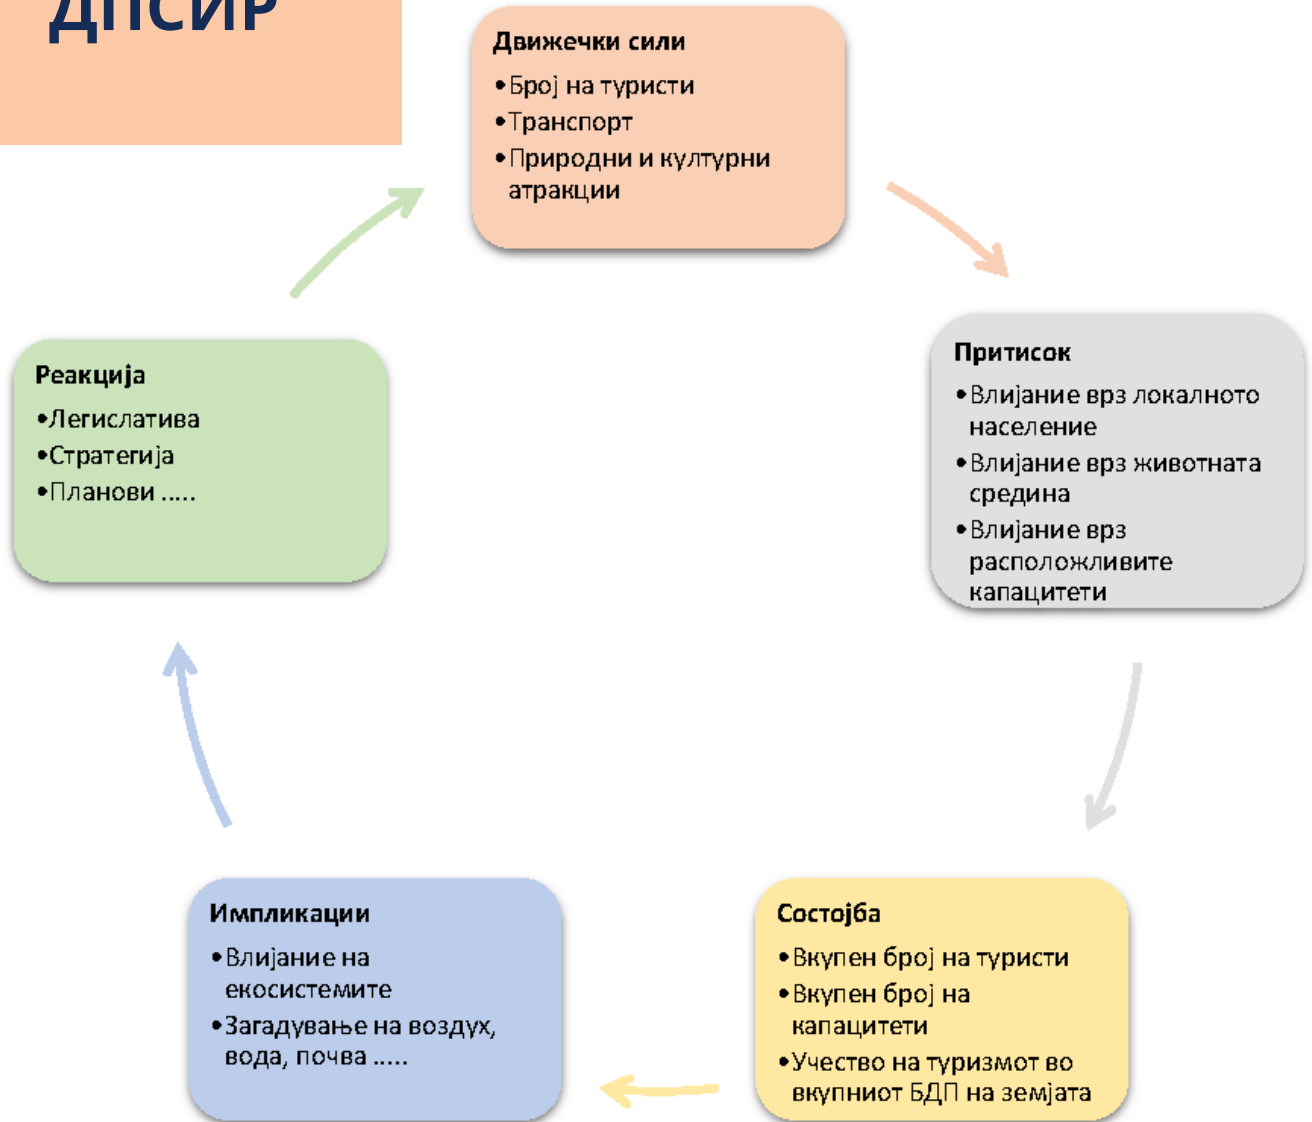 ДПСИР
Движечки сили
•Број на туристи
•Транспорт
•Природни и културни
атракции
Притисок
•Влијание врз локалното
население
•Влијание врз животната
средина
•Влијание врз
расположливите
капацитети
Состојба
•Вкупен број на туристи
•Вкупен број на
капацитети
•Учество на туризмот во
вкупниот БДП на земјата
Импликации
•Влијание на
екосистемите
•Загадување на воздух,
вода, почва .....
Реакција
•Легислатива
•Стратегија
•Планови .....